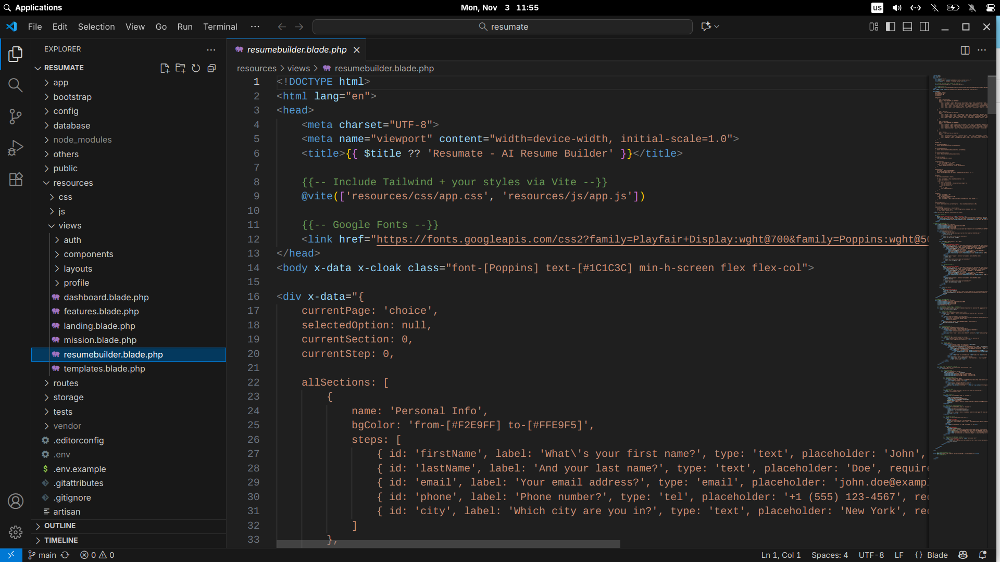 Applications
Mon, Nov 3 11:55
us
File Edit Selection View Go Run Terminal ···
resumate
EXPLORER
RESUMATE
app
bootstrap
config
database
node_modules
others
public
resources
css
js
views
auth
components
layouts
profile
dashboard.blade.php
features.blade.php
landing.blade.php
mission.blade.php
resumebuilder.blade.php
templates.blade.php
routes
storage
tests
vendor
.editorconfig
.env
$ .env.example
.gitattributes
.gitignore
artisan
OUTLINE
TIMELINE
resumebuilder.blade.php
resources > views > resumebuilder.blade.php
1 <!DOCTYPE html>
2 <html lang="en">
3 <head>
4 <meta charset="UTF-8">
5 <meta name="viewport" content="width=device-width, initial-scale=1.0">
6 <title>{{ $title ?? 'Resumate - AI Resume Builder' }}</title>
7
8 {{-- Include Tailwind + your styles via Vite --}}
9 @vite(['resources/css/app.css', 'resources/js/app.js'])
10
11 {{-- Google Fonts --}}
12 <link href="https://fonts.googleapis.com/css2?family=Playfair+Display:wght@700&family=Poppins:wght@50
13 </head>
14 <body x-data x-cloak class="font-[Poppins] text-[#1C1C3C] min-h-screen flex flex-col">
15
16 <div x-data="{
17 currentPage: 'choice',
18 selectedOption: null,
19 currentSection: 0,
20 currentStep: 0,
21
22 allSections: [
23 {
24 name: 'Personal Info',
25 bgColor: 'from-[#F2E9FF] to-[#FFE9F5]',
26 steps: [
27 { id: 'firstName', label: 'What\'s your first name?', type: 'text', placeholder: 'John',
28 { id: 'lastName', label: 'And your last name?', type: 'text', placeholder: 'Doe', require
29 { id: 'email', label: 'Your email address?', type: 'email', placeholder: 'john.doe@exampl
30 { id: 'phone', label: 'Phone number?', type: 'tel', placeholder: '+1 (555) 123-4567', req
31 { id: 'city', label: 'Which city are you in?', type: 'text', placeholder: 'New York', req
32 ]
33 },
main 0 0
Ln 1, Col 1 Spaces: 4 UTF-8 LF {} Blade